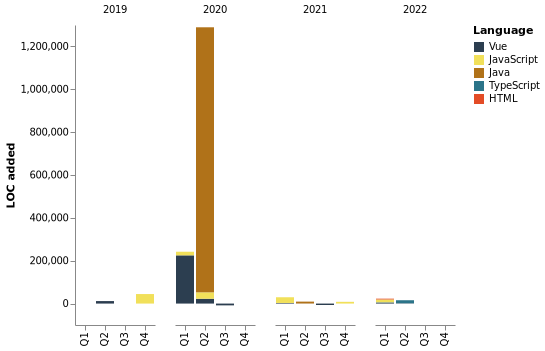 2019 2020 2021 2022
Language
Vue
JavaScript
Java
TypeScript
HTML
LOC added
1,200,000
1,000,000
800,000
600,000
400,000
200,000
0
Q1 Q2 Q3 Q4 Q1 Q2 Q3 Q4 Q1 Q2 Q3 Q4 Q1 Q2 Q3 Q4